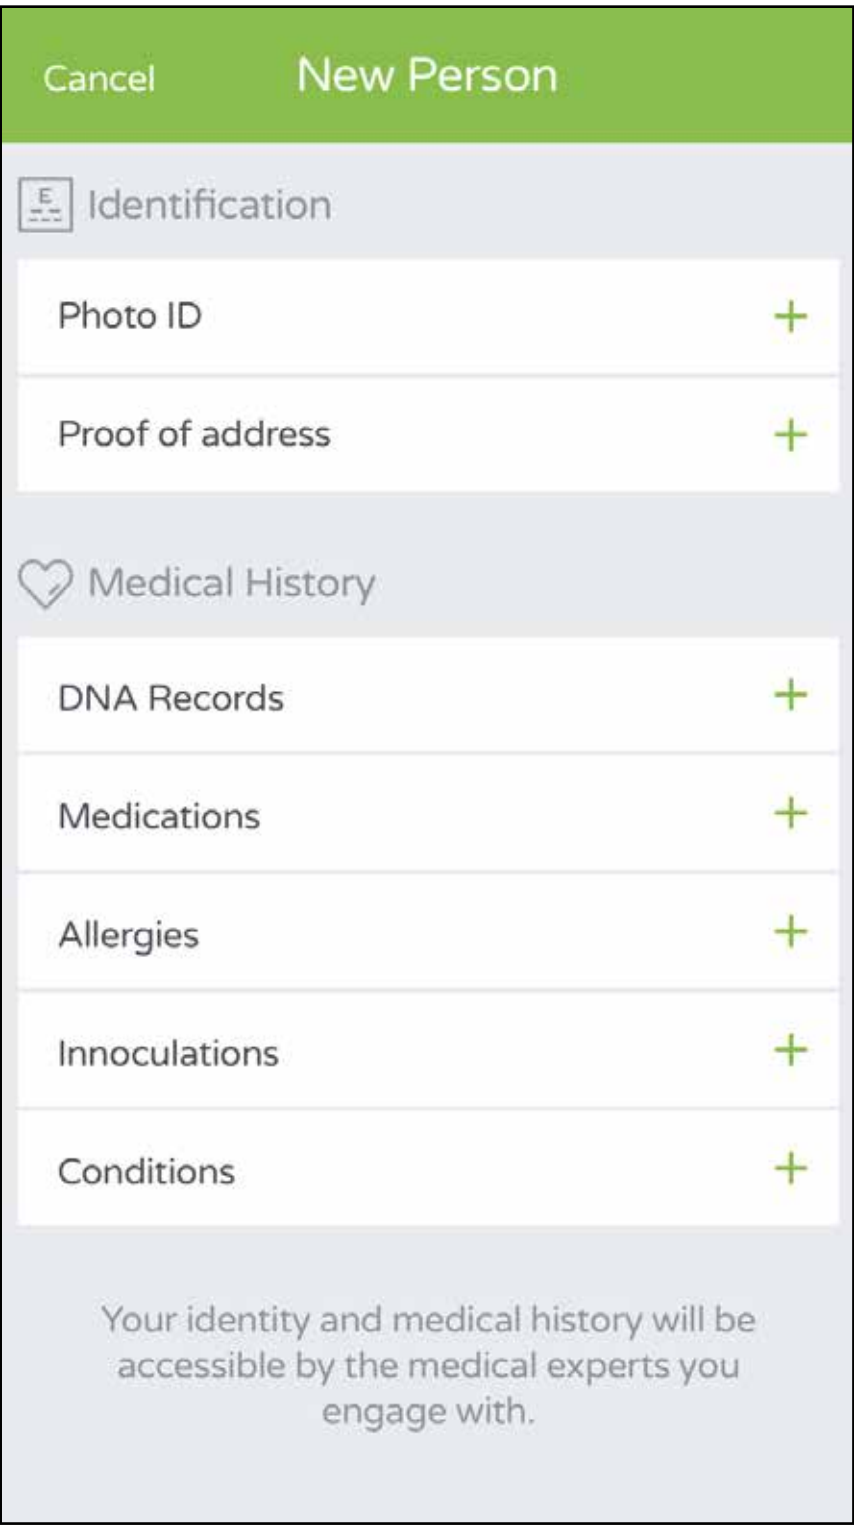 Cancel New Person
E
Identification
Photo ID +
Proof of address +
Medical History
DNA Records +
Medications +
Allergies +
Innoculations +
Conditions +
Your identity and medical history will be
accessible by the medical experts you
engage with.